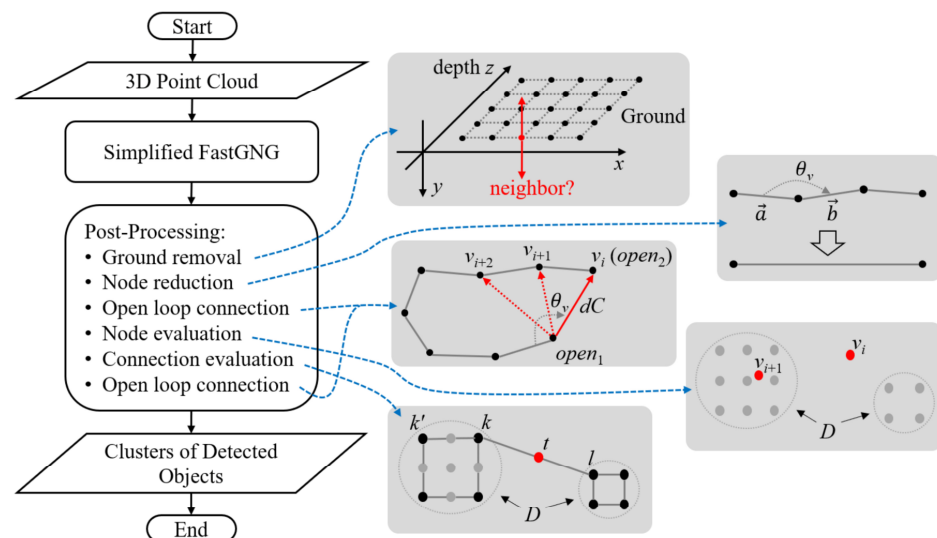 Start
3D Point Cloud
Simplified FastGNG
Post-Processing:
• Ground removal
• Node reduction
• Open loop connection
• Node evaluation
• Connection evaluation
• Open loop connection
Clusters of Detected
Objects
End
depth z
Ground
x
y
neighbor?
θᵥ
a⃗ b⃗
vᵢ₊₂ vᵢ₊₁ vᵢ (open₂)
θᵥ dC
open₁
vᵢ
vᵢ₊₁
D
k' k
t
l
D